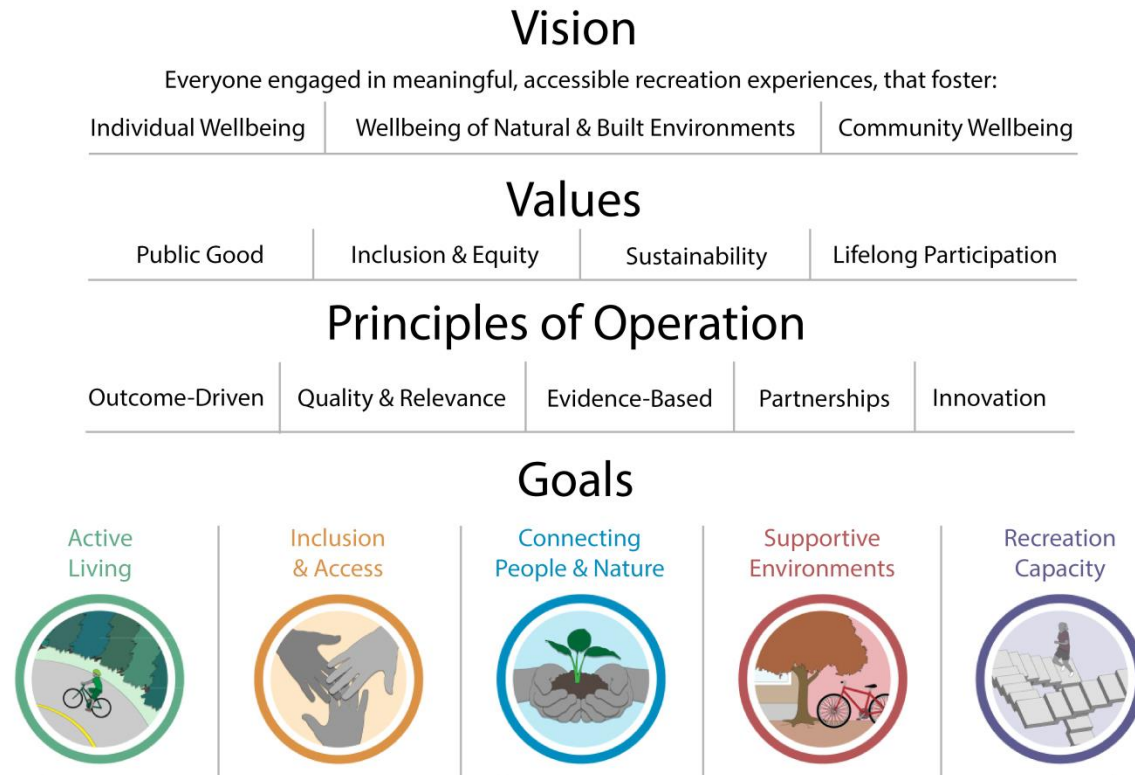 Vision
Everyone engaged in meaningful, accessible recreation experiences, that foster:
Individual Wellbeing
Wellbeing of Natural & Built Environments
Community Wellbeing
Values
Public Good
Inclusion & Equity
Sustainability
Lifelong Participation
Principles of Operation
Outcome-Driven
Quality & Relevance
Evidence-Based
Partnerships
Innovation
Goals
Active
Living
Inclusion
& Access
Connecting
People & Nature
Supportive
Environments
Recreation
Capacity